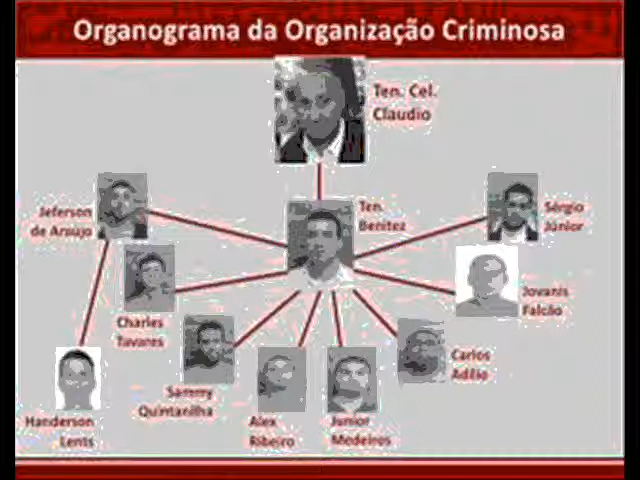 Organograma da Organização Criminosa
Ten. Cel.
Claudio
Jeferson
de Araújo
Ten.
Benitez
Sérgio
Júnior
Charles
Tavares
Jovanis
Falcão
Sammy
Quintanilha
Carlos
Adílio
Handerson
Lents
Alex
Ribeiro
Junior
Medeiros